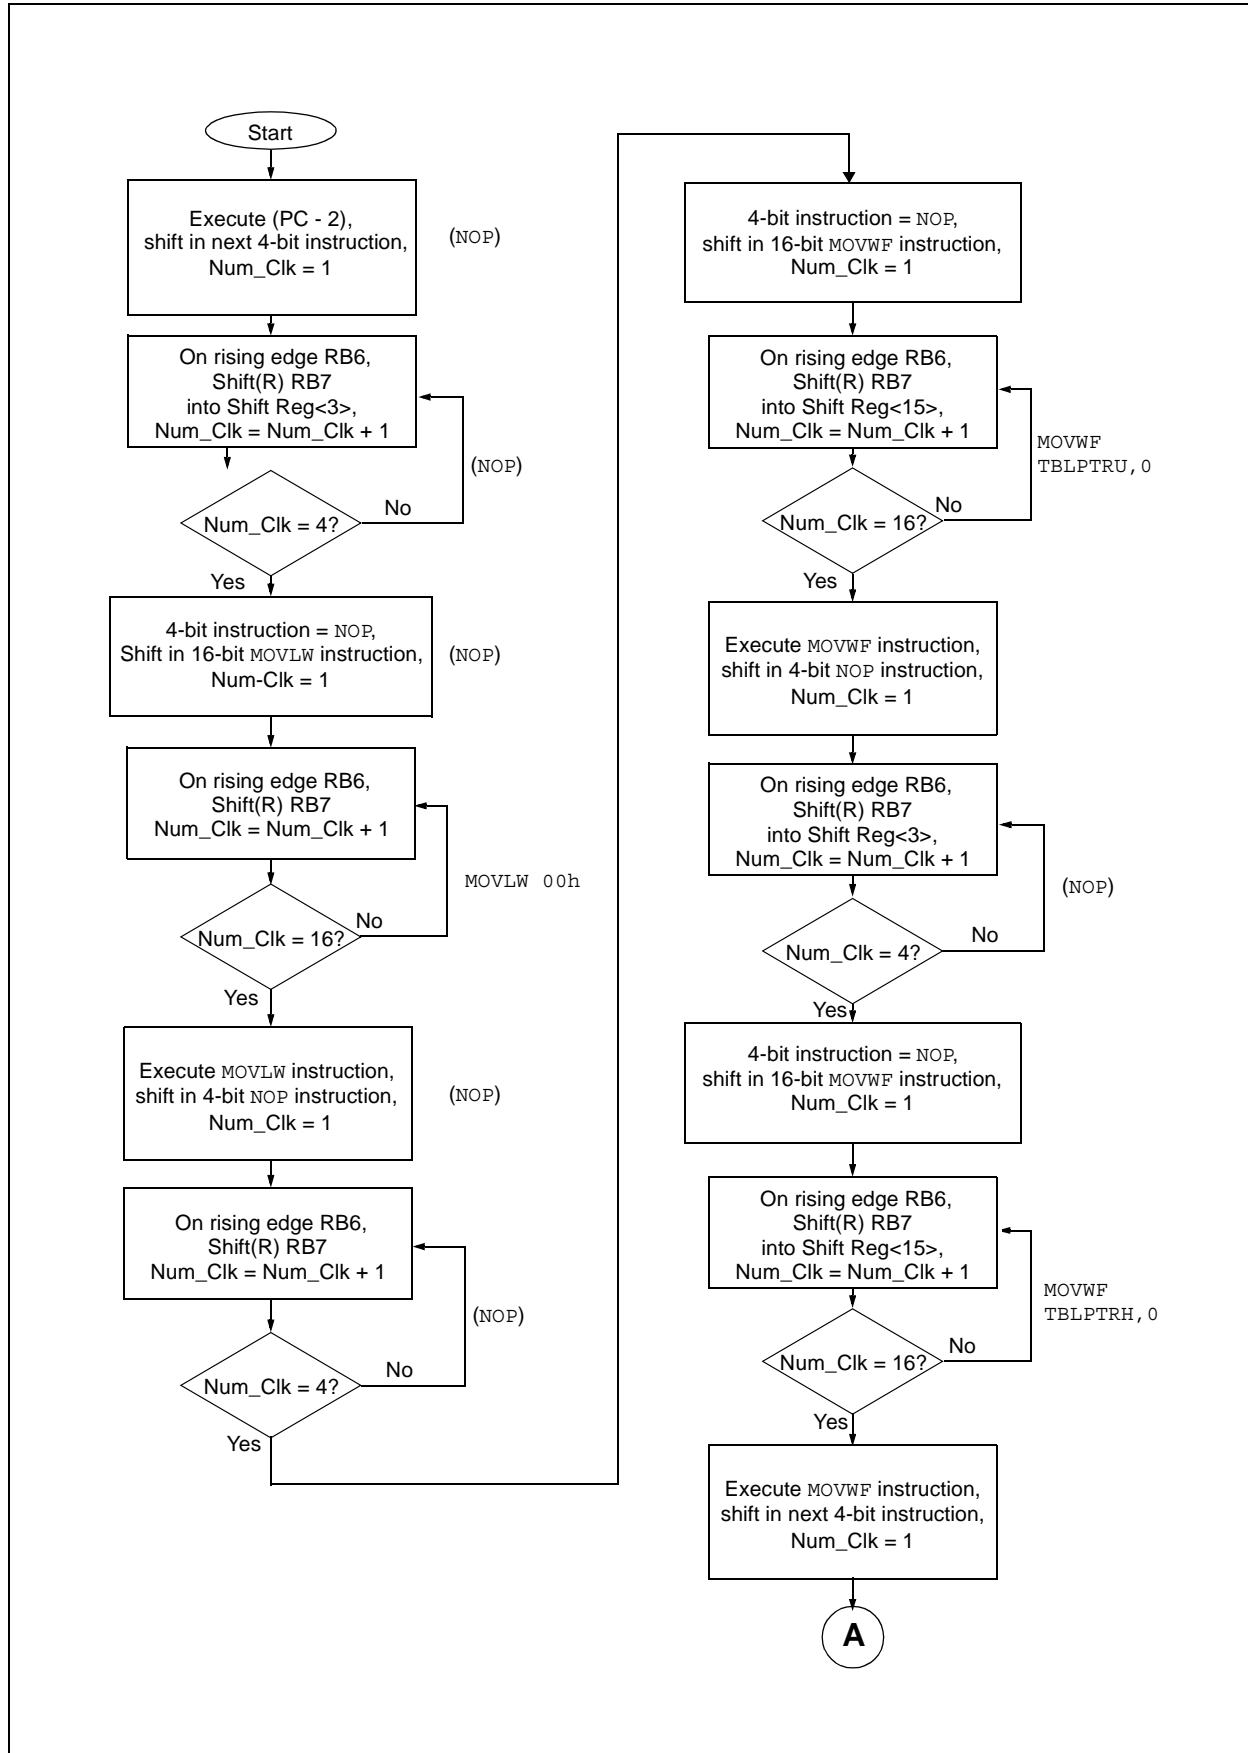 Start
Execute (PC - 2),
shift in next 4-bit instruction,
Num_Clk = 1
(NOP)
On rising edge RB6,
Shift(R) RB7
into Shift Reg<3>,
Num_Clk = Num_Clk + 1
(NOP)
Num_Clk = 4?
No
Yes
4-bit instruction = NOP,
Shift in 16-bit MOVLW instruction,
Num-Clk = 1
(NOP)
On rising edge RB6,
Shift(R) RB7
Num_Clk = Num_Clk + 1
MOVLW 00h
Num_Clk = 16?
No
Yes
Execute MOVLW instruction,
shift in 4-bit NOP instruction,
Num_Clk = 1
(NOP)
On rising edge RB6,
Shift(R) RB7
Num_Clk = Num_Clk + 1
(NOP)
Num_Clk = 4?
No
Yes
4-bit instruction = NOP,
shift in 16-bit MOVWF instruction,
Num_Clk = 1
On rising edge RB6,
Shift(R) RB7
into Shift Reg<15>,
Num_Clk = Num_Clk + 1
MOVWF
TBLPTRU,0
Num_Clk = 16?
No
Yes
Execute MOVWF instruction,
shift in 4-bit NOP instruction,
Num_Clk = 1
On rising edge RB6,
Shift(R) RB7
into Shift Reg<3>,
Num_Clk = Num_Clk + 1
(NOP)
Num_Clk = 4?
No
Yes
4-bit instruction = NOP,
shift in 16-bit MOVWF instruction,
Num_Clk = 1
On rising edge RB6,
Shift(R) RB7
into Shift Reg<15>,
Num_Clk = Num_Clk + 1
MOVWF
TBLPTRH,0
Num_Clk = 16?
No
Yes
Execute MOVWF instruction,
shift in next 4-bit instruction,
Num_Clk = 1
A